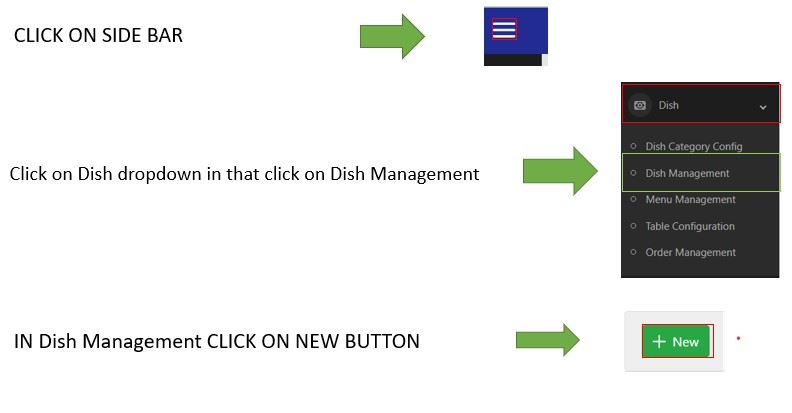 CLICK ON SIDE BAR
Dish
Dish Category Config
Click on Dish dropdown in that click on Dish Management
Dish Management
Menu Management
Table Configuration
Order Management
IN Dish Management CLICK ON NEW BUTTON
+ New